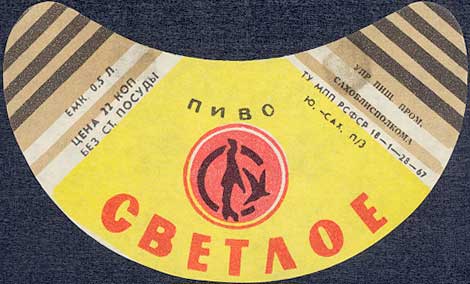 ЕМК. 0,5 Л.
ЦЕНА 22 КОП
БЕЗ СТ. ПОСУДЫ
ПИВО
СВЕТЛОЕ
УПР ПИЩ. ПРОМ.
САХОБЛИСПОЛКОМА
ТУ МПП РСФСР 18—1—28—67
Ю.-САХ. П/З